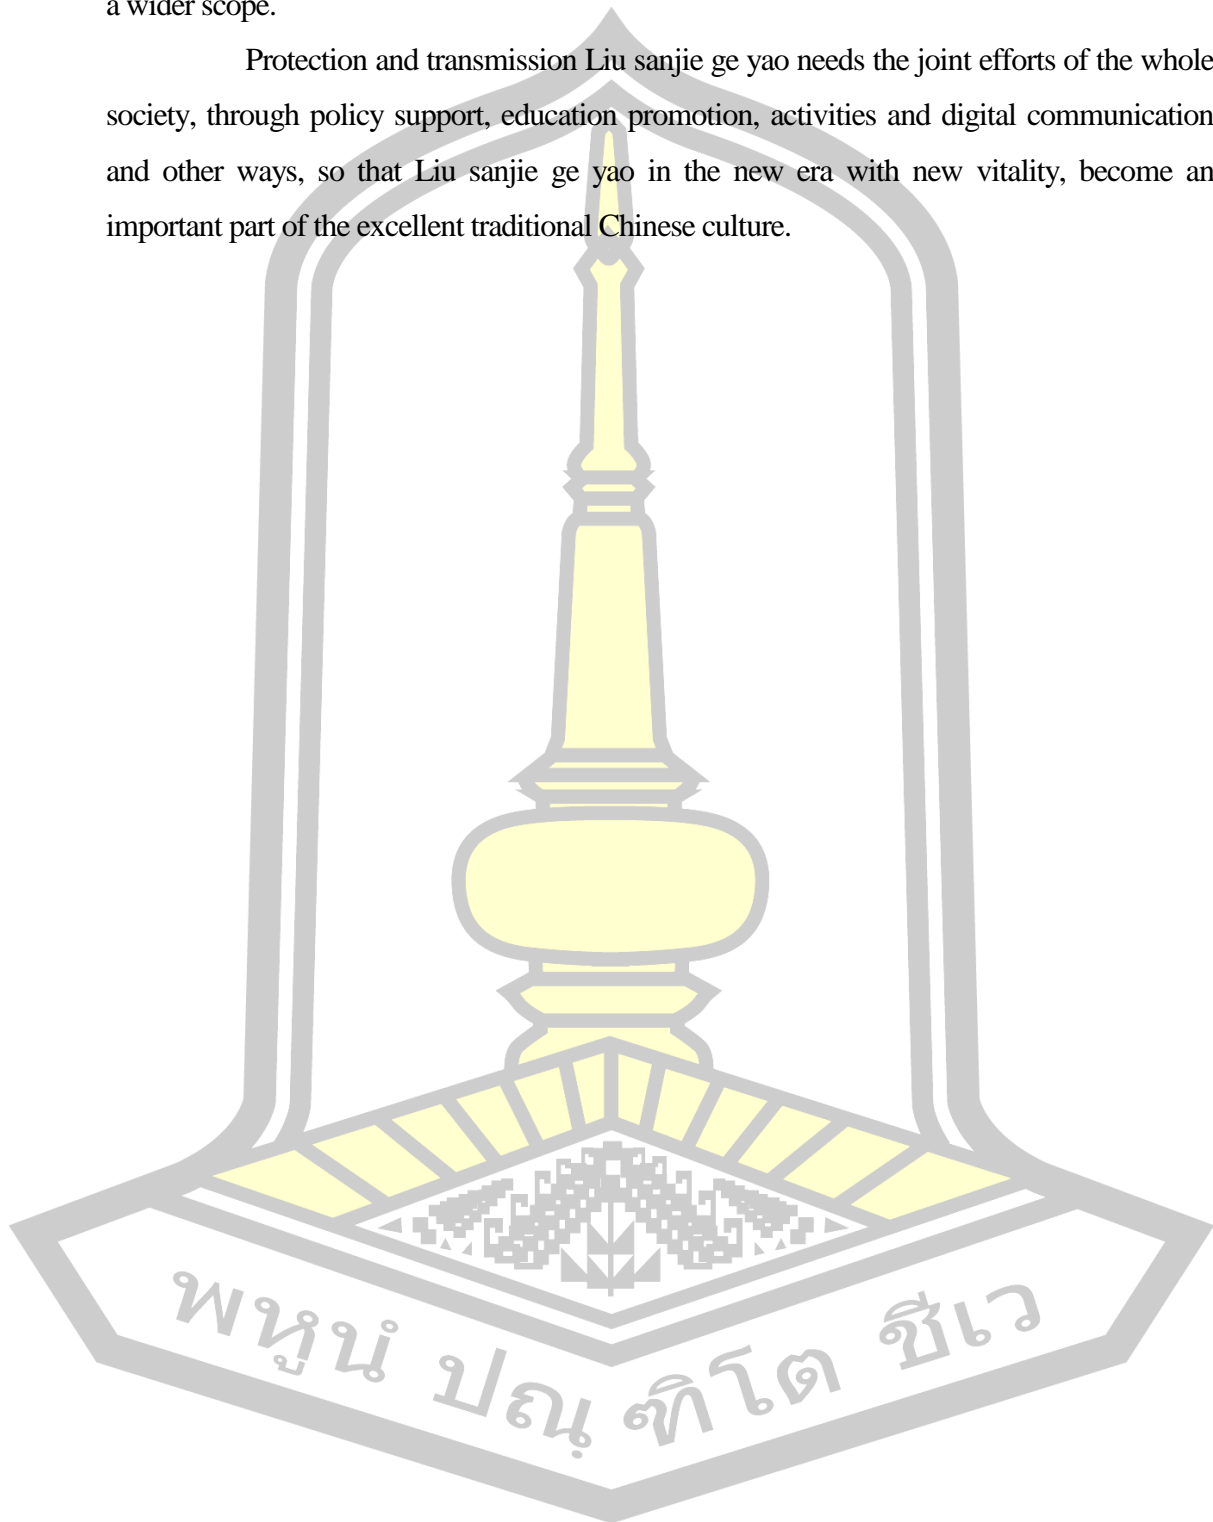 a wider scope.
Protection and transmission Liu sanjie ge yao needs the joint efforts of the whole
society, through policy support, education promotion, activities and digital communication
and other ways, so that Liu sanjie ge yao in the new era with new vitality, become an
important part of the excellent traditional Chinese culture.
พหูนํ ปณฺฑิโต ชีเว